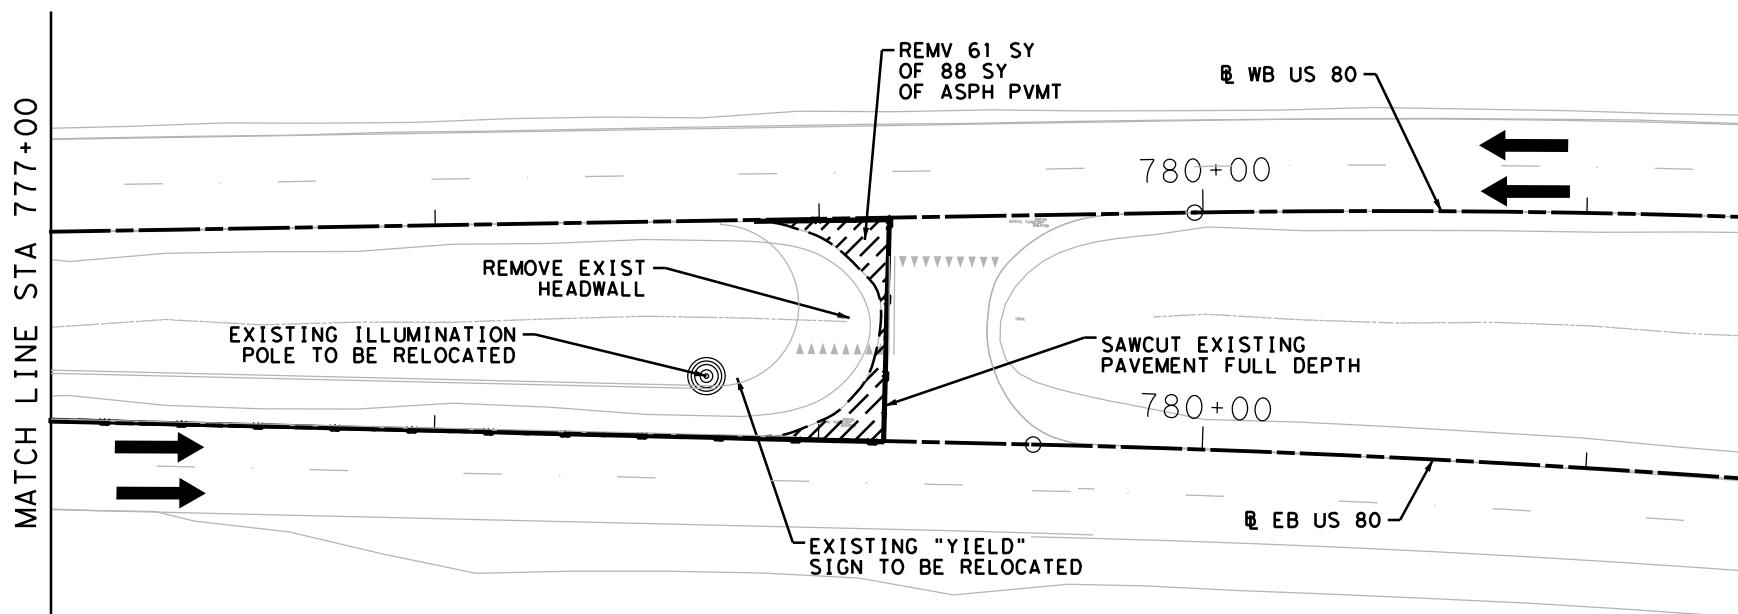 MATCH LINE STA 777+00
REMV 61 SY
OF 88 SY
OF ASPH PVMT
℄ WB US 80
780+00
REMOVE EXIST
HEADWALL
EXISTING ILLUMINATION
POLE TO BE RELOCATED
SAWCUT EXISTING
PAVEMENT FULL DEPTH
780+00
℄ EB US 80
EXISTING "YIELD"
SIGN TO BE RELOCATED